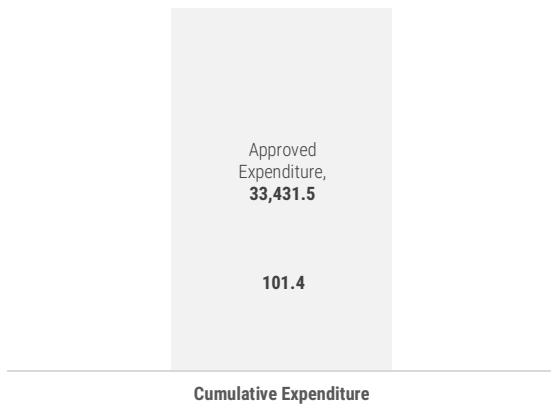 Approved
Expenditure,
33,431.5
101.4
Cumulative Expenditure